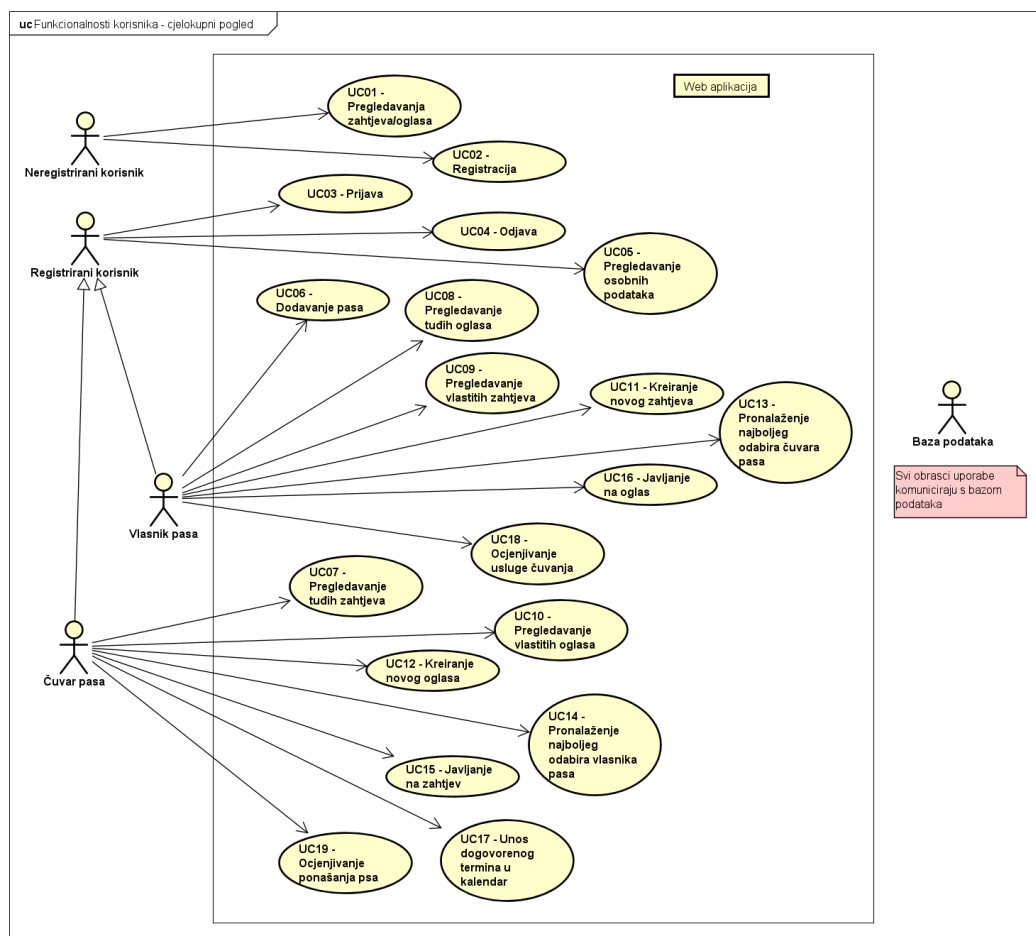 uc Funkcionalnosti korisnika - cjelokupni pogled
Web aplikacija
UC01 -
Pregledavanja
zahtjeva/oglasa
Neregistrirani korisnik
UC02 -
Registracija
UC03 - Prijava
UC04 - Odjava
Registrirani korisnik
UC05 -
Pregledavanje
osobnih
podataka
UC06 -
Dodavanje pasa
UC08 -
Pregledavanje
tuđih oglasa
UC09 -
Pregledavanje
vlastitih zahtjeva
UC11 - Kreiranje
novog zahtjeva
UC13 -
Pronalaženje
najboljeg
odabira čuvara
pasa
Baza podataka
Svi obrasci uporabe
komuniciraju s bazom
podataka
UC16 - Javljanje
na oglas
Vlasnik pasa
UC18 -
Ocjenjivanje
usluge čuvanja
UC07 -
Pregledavanje
tuđih zahtjeva
UC10 -
Pregledavanje
vlastitih oglasa
Čuvar pasa
UC12 - Kreiranje
novog oglasa
UC14 -
Pronalaženje
najboljeg
odabira vlasnika
pasa
UC15 - Javljanje
na zahtjev
UC17 - Unos
dogovorenog
termina u
kalendar
UC19 -
Ocjenjivanje
ponašanja psa